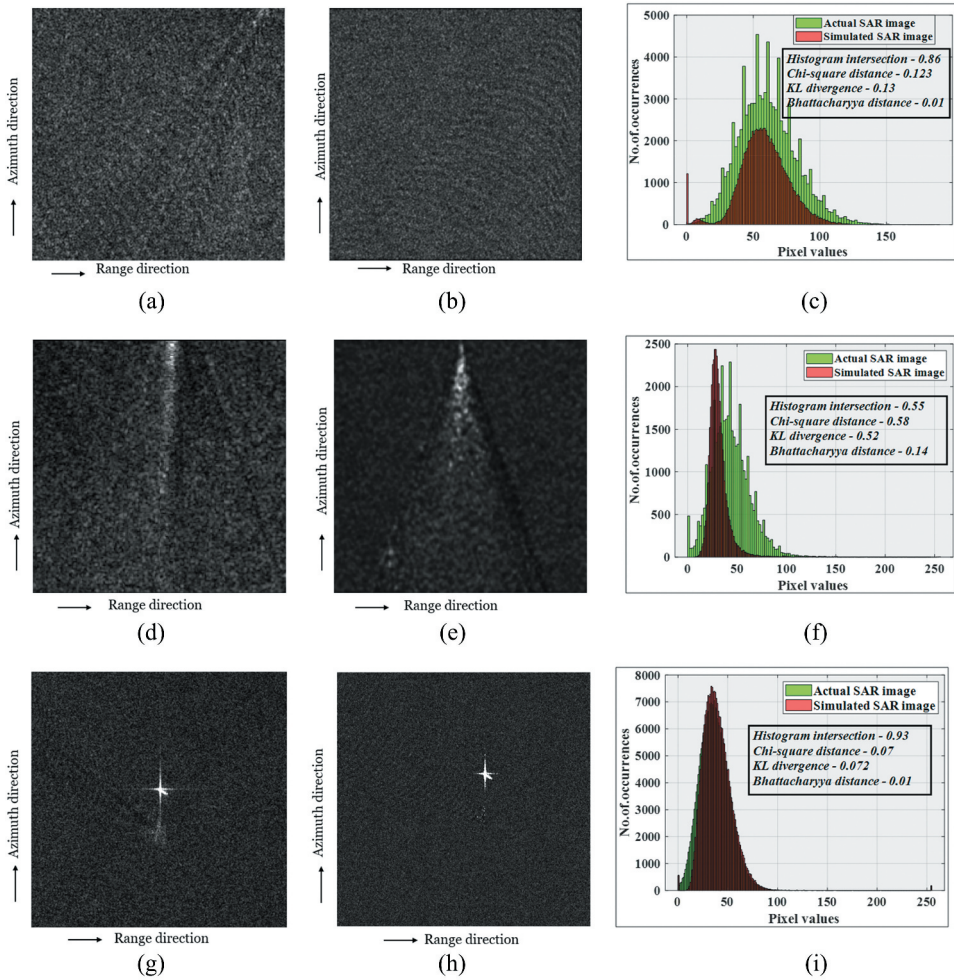 Azimuth direction
Range direction
(a)
Azimuth direction
Range direction
(b)
No.of.occurrences
5000
4000
3000
2000
1000
0
Actual SAR image
Simulated SAR image
Histogram intersection - 0.86
Chi-square distance - 0.123
KL divergence - 0.13
Bhattacharyya distance - 0.01
0 50 100 150
Pixel values
(c)
Azimuth direction
Range direction
(d)
Azimuth direction
Range direction
(e)
No.of.occurrences
2500
2000
1500
1000
500
0
Actual SAR image
Simulated SAR image
Histogram intersection - 0.55
Chi-square distance - 0.58
KL divergence - 0.52
Bhattacharyya distance - 0.14
0 50 100 150 200 250
Pixel values
(f)
Azimuth direction
Range direction
(g)
Azimuth direction
Range direction
(h)
No.of.occurrences
8000
7000
6000
5000
4000
3000
2000
1000
0
Actual SAR image
Simulated SAR image
Histogram intersection - 0.93
Chi-square distance - 0.07
KL divergence - 0.072
Bhattacharyya distance - 0.01
0 50 100 150 200 250
Pixel values
(i)